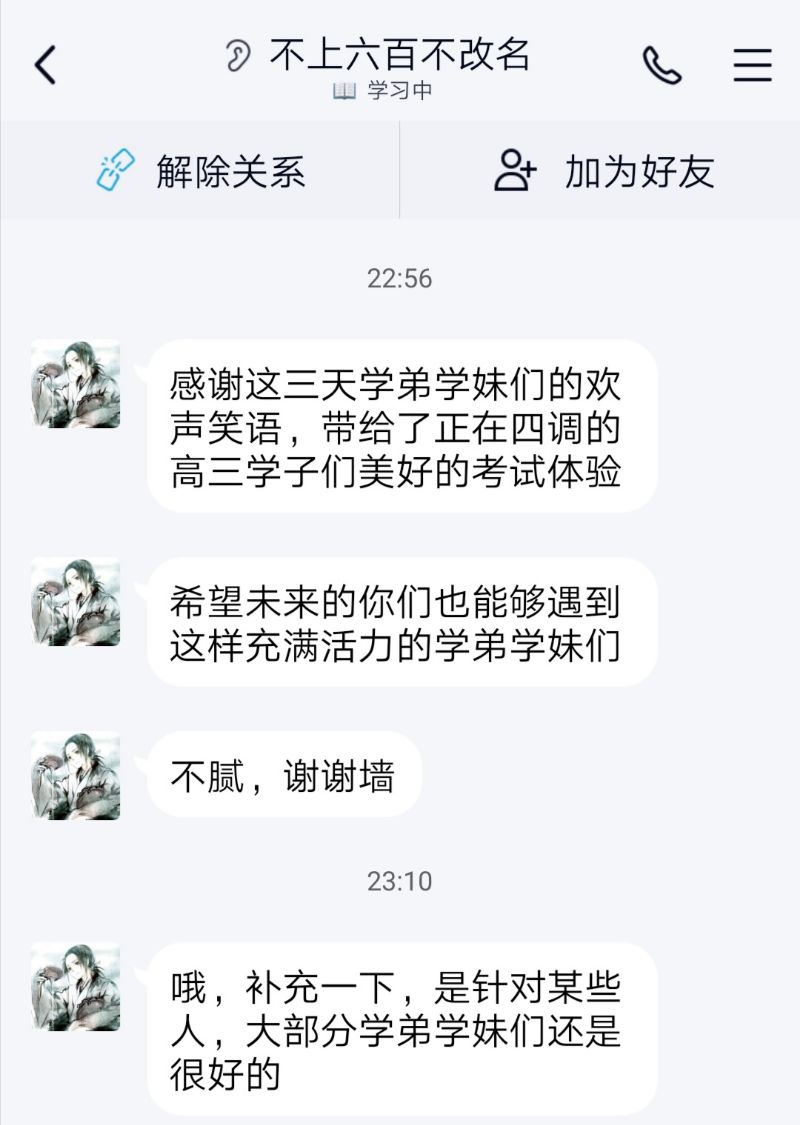 不上六百不改名
学习中
解除关系
加为好友
22:56
感谢这三天学弟学妹们的欢
声笑语，带给了正在四调的
高三学子们美好的考试体验
希望未来的你们也能够遇到
这样充满活力的学弟学妹们
不腻，谢谢墙
23:10
哦，补充一下，是针对某些
人，大部分学弟学妹们还是
很好的